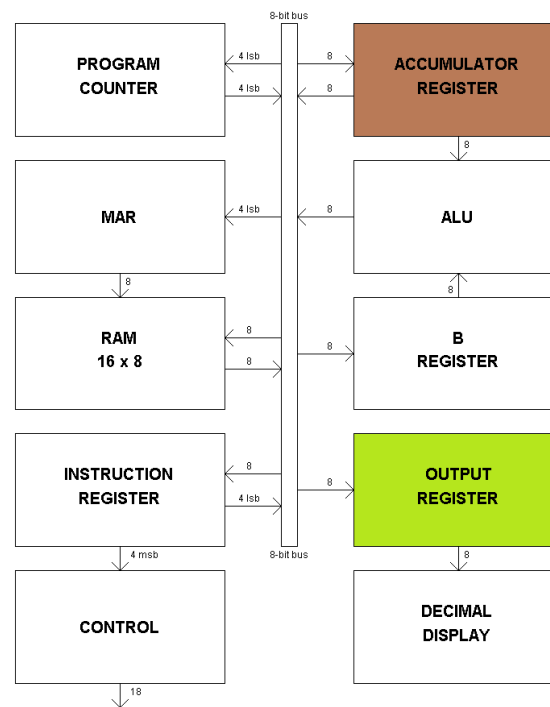 8-bit bus
PROGRAM
COUNTER
4 lsb
4 lsb
8
8
ACCUMULATOR
REGISTER
8
MAR
4 lsb
8
ALU
8
8
RAM
16 x 8
8
8
8
B
REGISTER
INSTRUCTION
REGISTER
8
4 lsb
8
OUTPUT
REGISTER
8-bit bus
4 msb
8
CONTROL
DECIMAL
DISPLAY
18